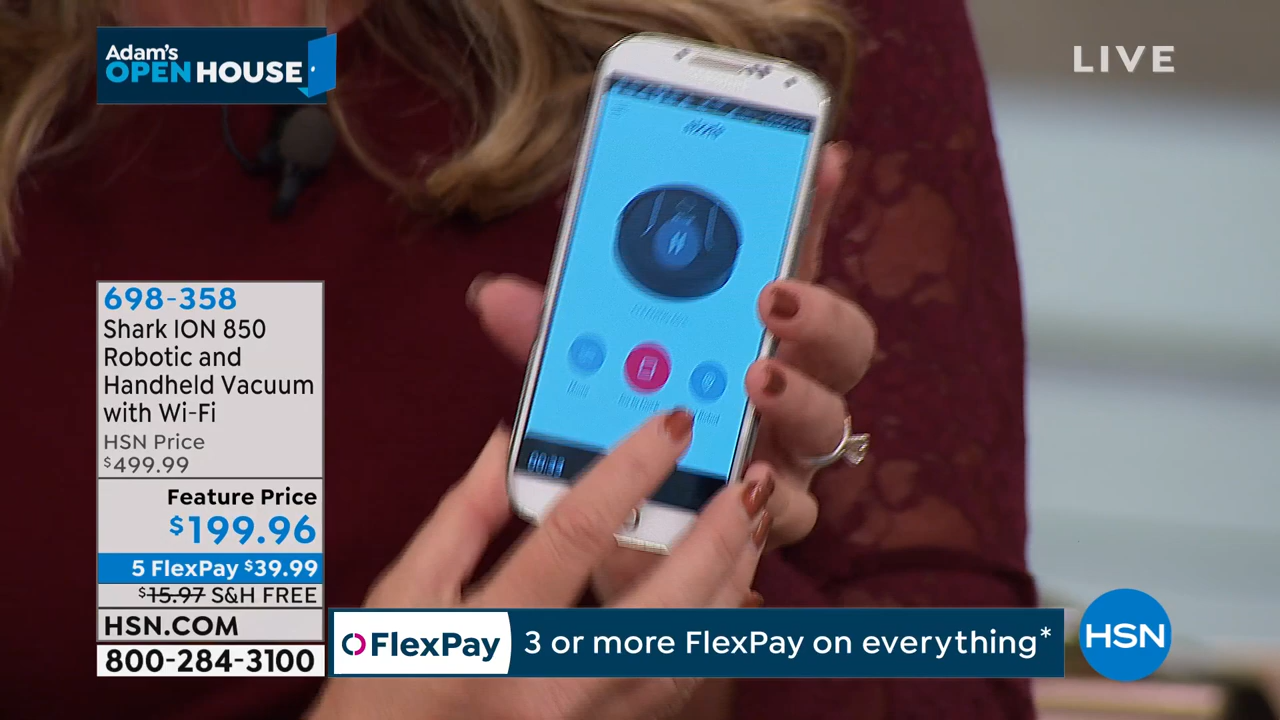 Adam's
OPEN HOUSE
LIVE
698-358
Shark ION 850
Robotic and
Handheld Vacuum
with Wi-Fi
HSN Price
$499.99
Feature Price
$199.96
5 FlexPay $39.99
$15.97 S&H FREE
HSN.COM
800-284-3100
FlexPay
3 or more FlexPay on everything*
HSN